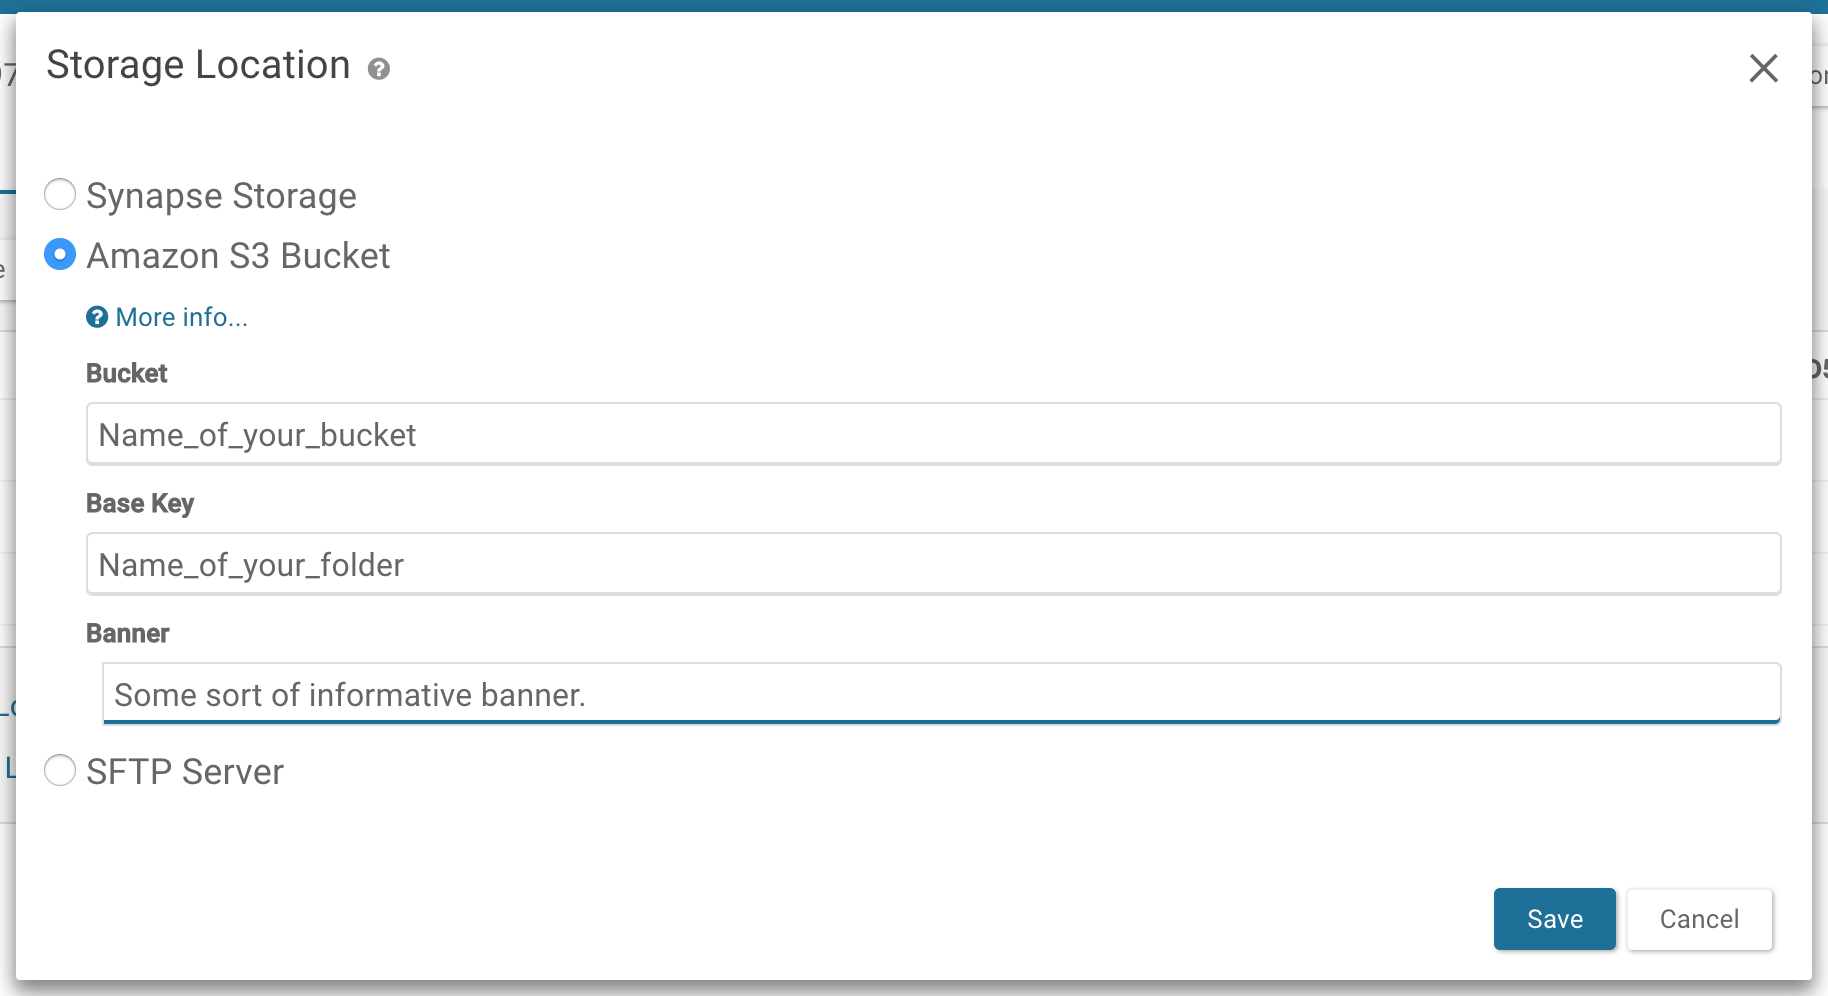 Storage Location
Synapse Storage
Amazon S3 Bucket
More info...
Bucket
Name_of_your_bucket
Base Key
Name_of_your_folder
Banner
Some sort of informative banner.
SFTP Server
Save
Cancel